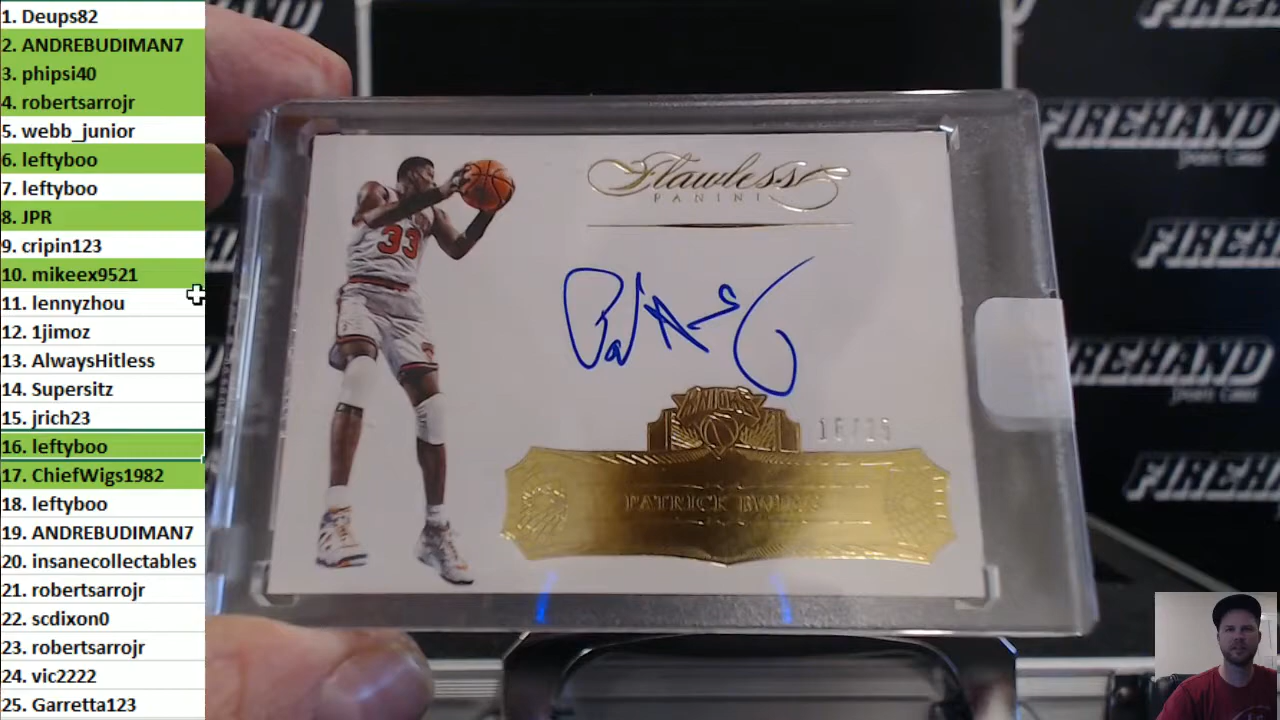 1. Deups82
2. ANDREBUDIMAN7
3. phipsi40
4. robertsarrojr
5. webb_junior
6. leftyboo
7. leftyboo
8. JPR
9. cripin123
10. mikeex9521
11. lennyzhou
12. 1jimoz
13. AlwaysHitless
14. Supersitz
15. jrich23
16. leftyboo
17. ChiefWigs1982
18. leftyboo
19. ANDREBUDIMAN7
20. insanecollectables
21. robertsarrojr
22. scdixon0
23. robertsarrojr
24. vic2222
25. Garretta123
Flawless
PANINI
33
KNICKS
PATRICK EWING
FIREHAND
FIREHAND
FIREHAND
FIREHAND